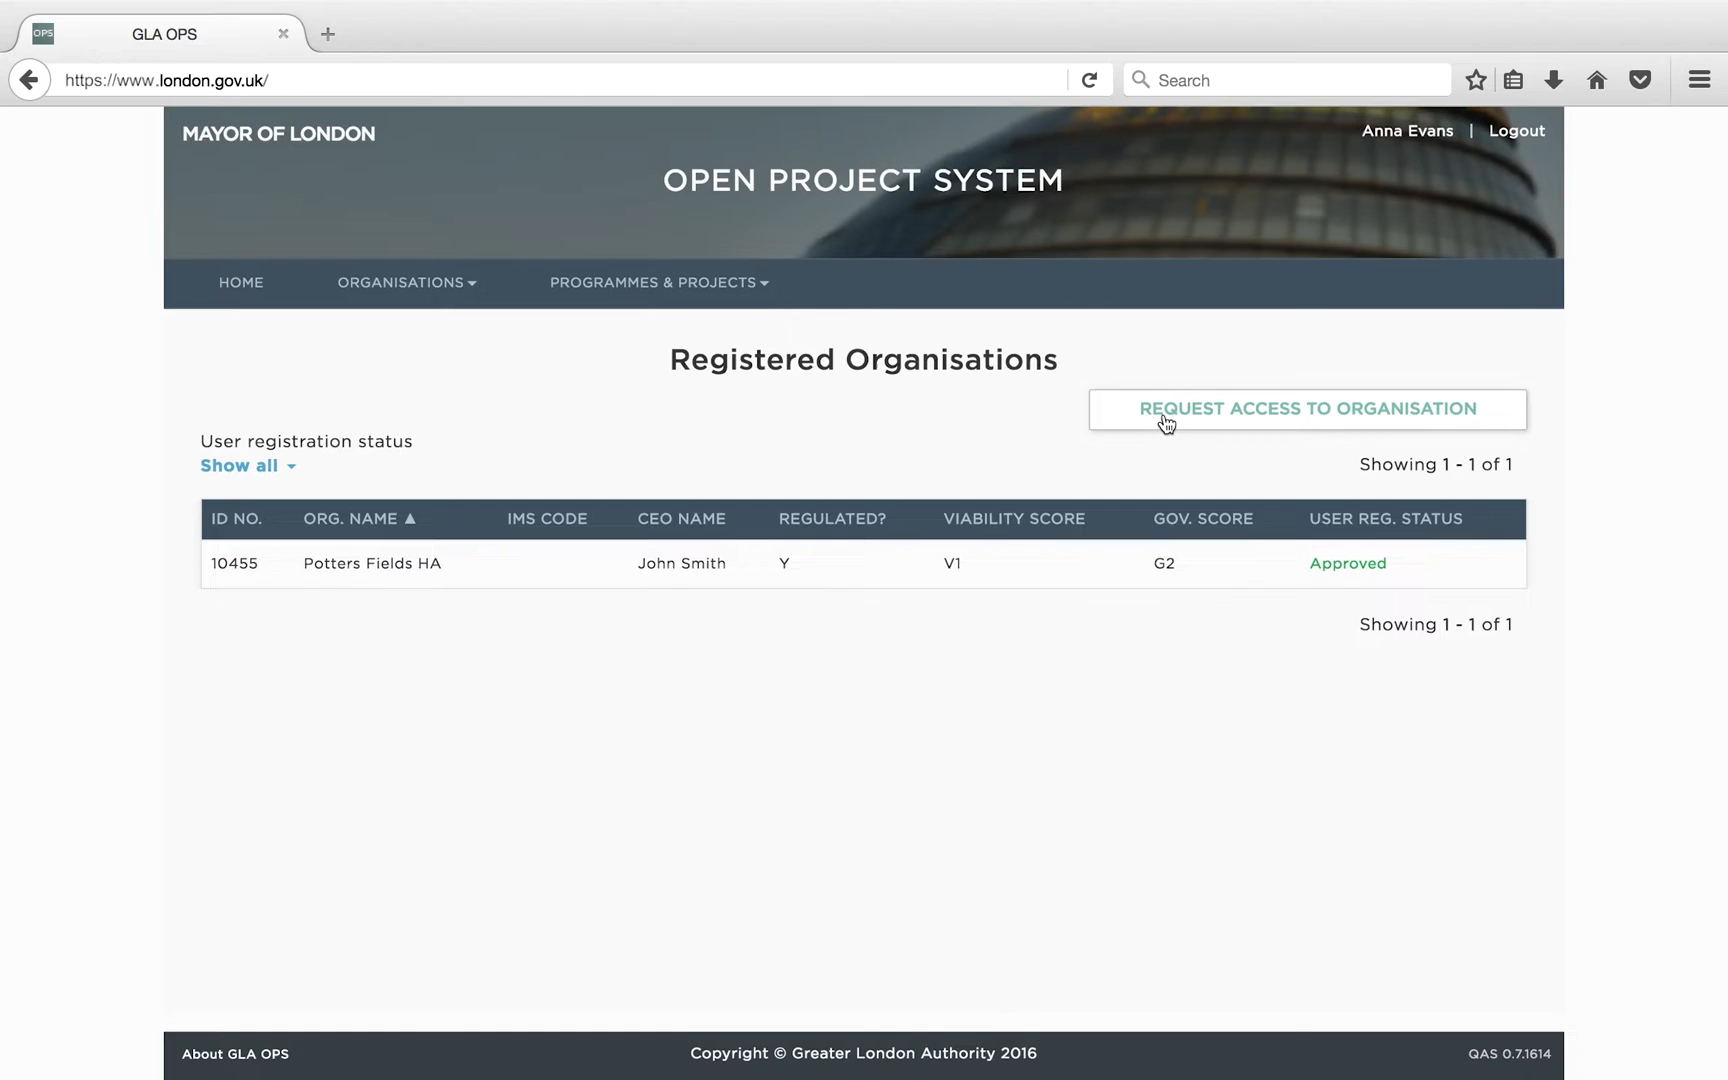 OPS GLA OPS
https://www.london.gov.uk/ Search
MAYOR OF LONDON Anna Evans | Logout
OPEN PROJECT SYSTEM
HOME ORGANISATIONS PROGRAMMES & PROJECTS
Registered Organisations
REQUEST ACCESS TO ORGANISATION
User registration status
Show all Showing 1 - 1 of 1
ID NO. ORG. NAME ▲ IMS CODE CEO NAME REGULATED? VIABILITY SCORE GOV. SCORE USER REG. STATUS
10455 Potters Fields HA John Smith Y V1 G2 Approved
Showing 1 - 1 of 1
About GLA OPS Copyright © Greater London Authority 2016 QAS 0.7.1614